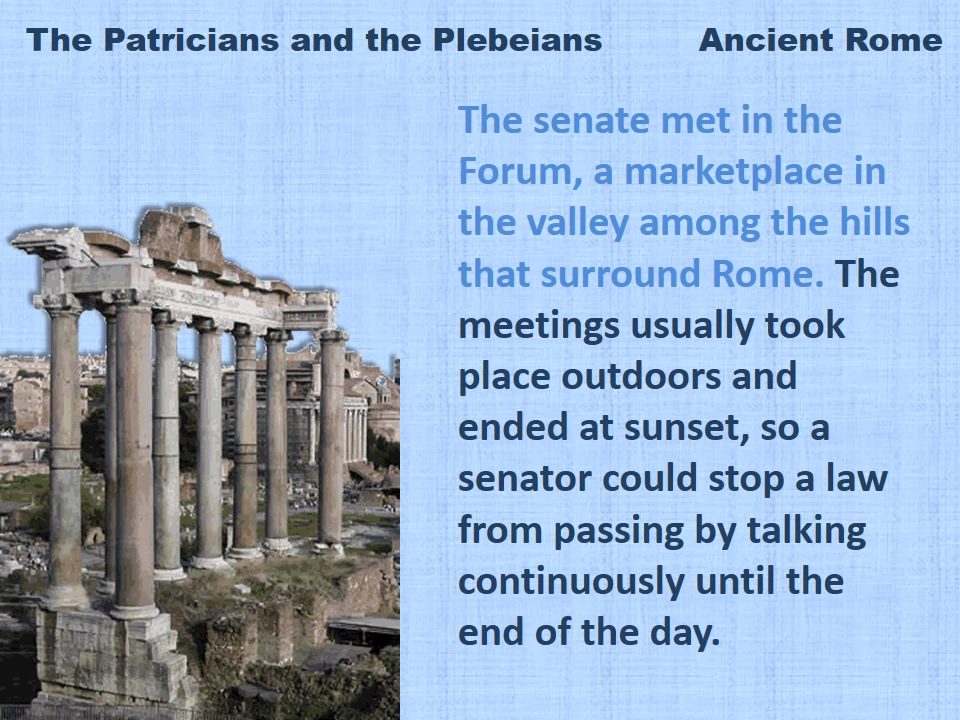 The Patricians and the Plebeians Ancient Rome
The senate met in the
Forum, a marketplace in
the valley among the hills
that surround Rome. The
meetings usually took
place outdoors and
ended at sunset, so a
senator could stop a law
from passing by talking
continuously until the
end of the day.